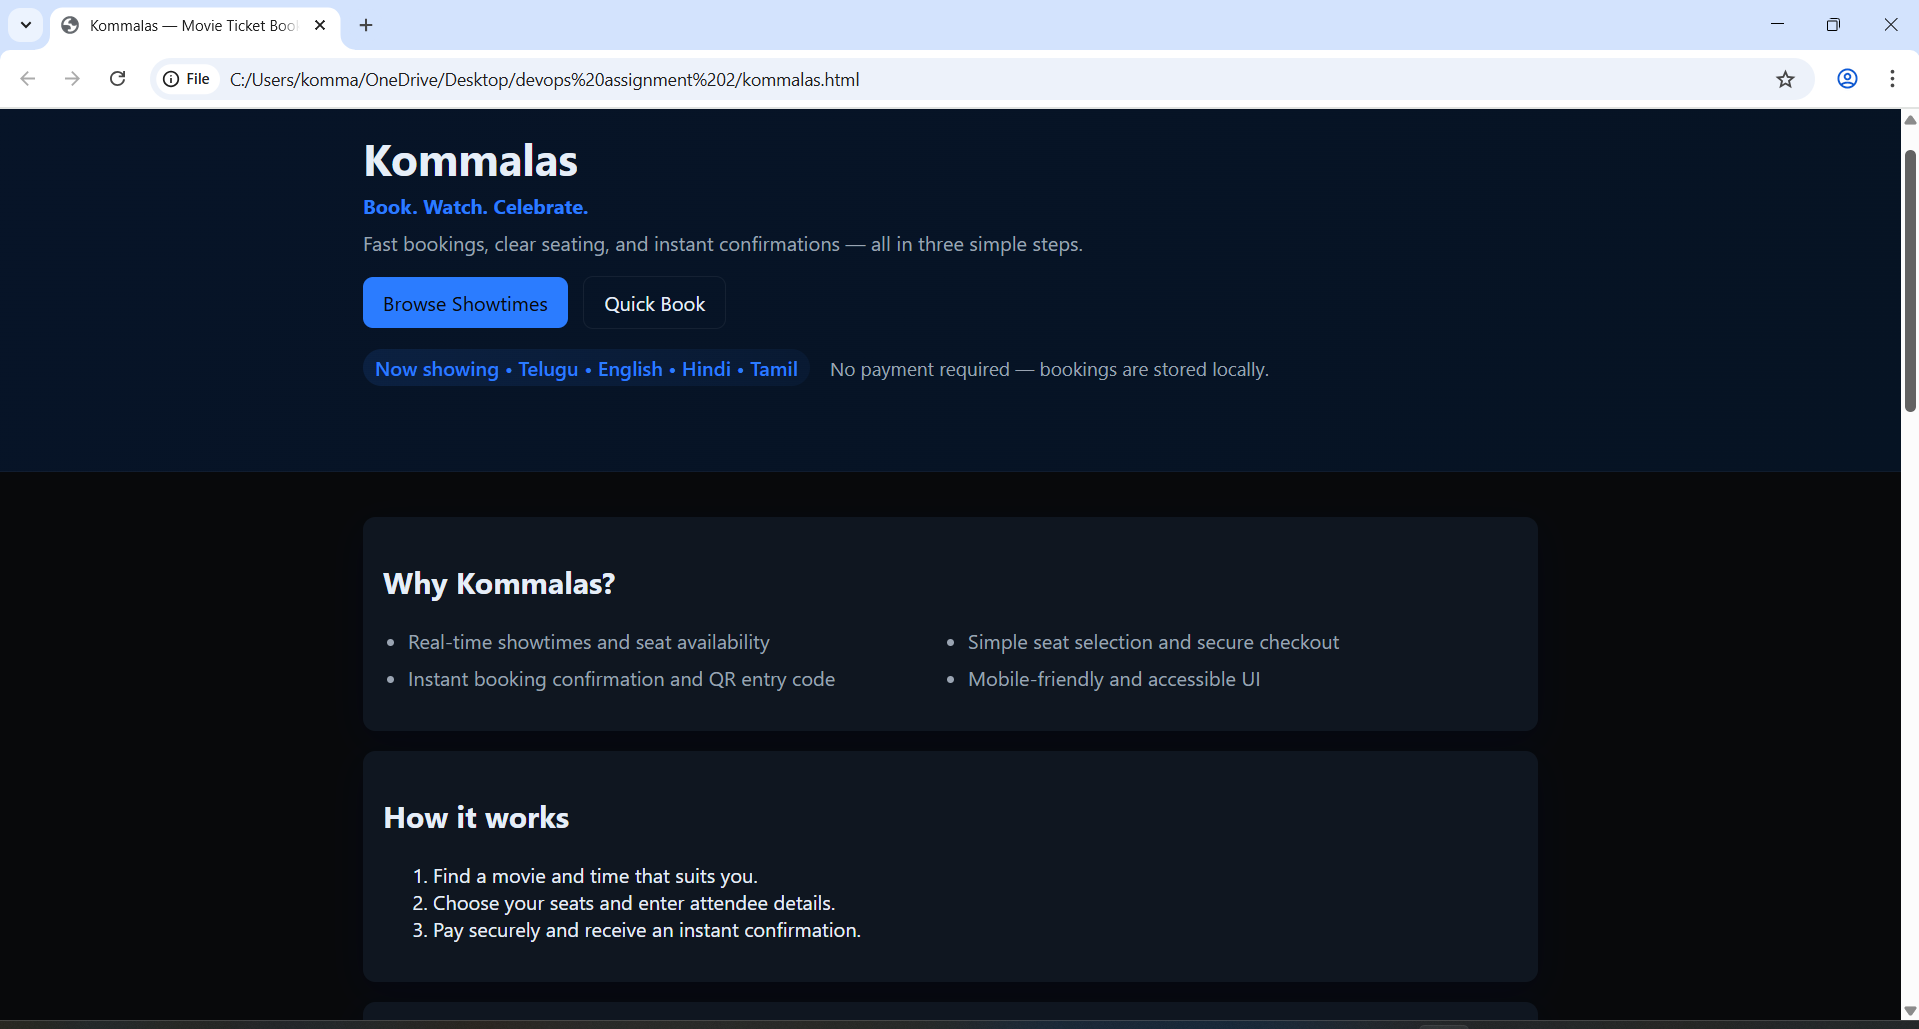 Kommalas — Movie Ticket Boo
File
C:/Users/komma/OneDrive/Desktop/devops%20assignment%202/kommalas.html
Kommalas
Book. Watch. Celebrate.
Fast bookings, clear seating, and instant confirmations — all in three simple steps.
Browse Showtimes
Quick Book
Now showing • Telugu • English • Hindi • Tamil
No payment required — bookings are stored locally.
Why Kommalas?
• Real-time showtimes and seat availability
• Simple seat selection and secure checkout
• Instant booking confirmation and QR entry code
• Mobile-friendly and accessible UI
How it works
1. Find a movie and time that suits you.
2. Choose your seats and enter attendee details.
3. Pay securely and receive an instant confirmation.